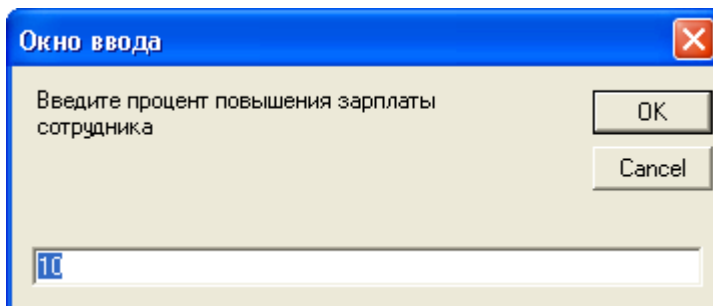 Окно ввода
Введите процент повышения зарплаты
сотрудника
OK
Cancel
10